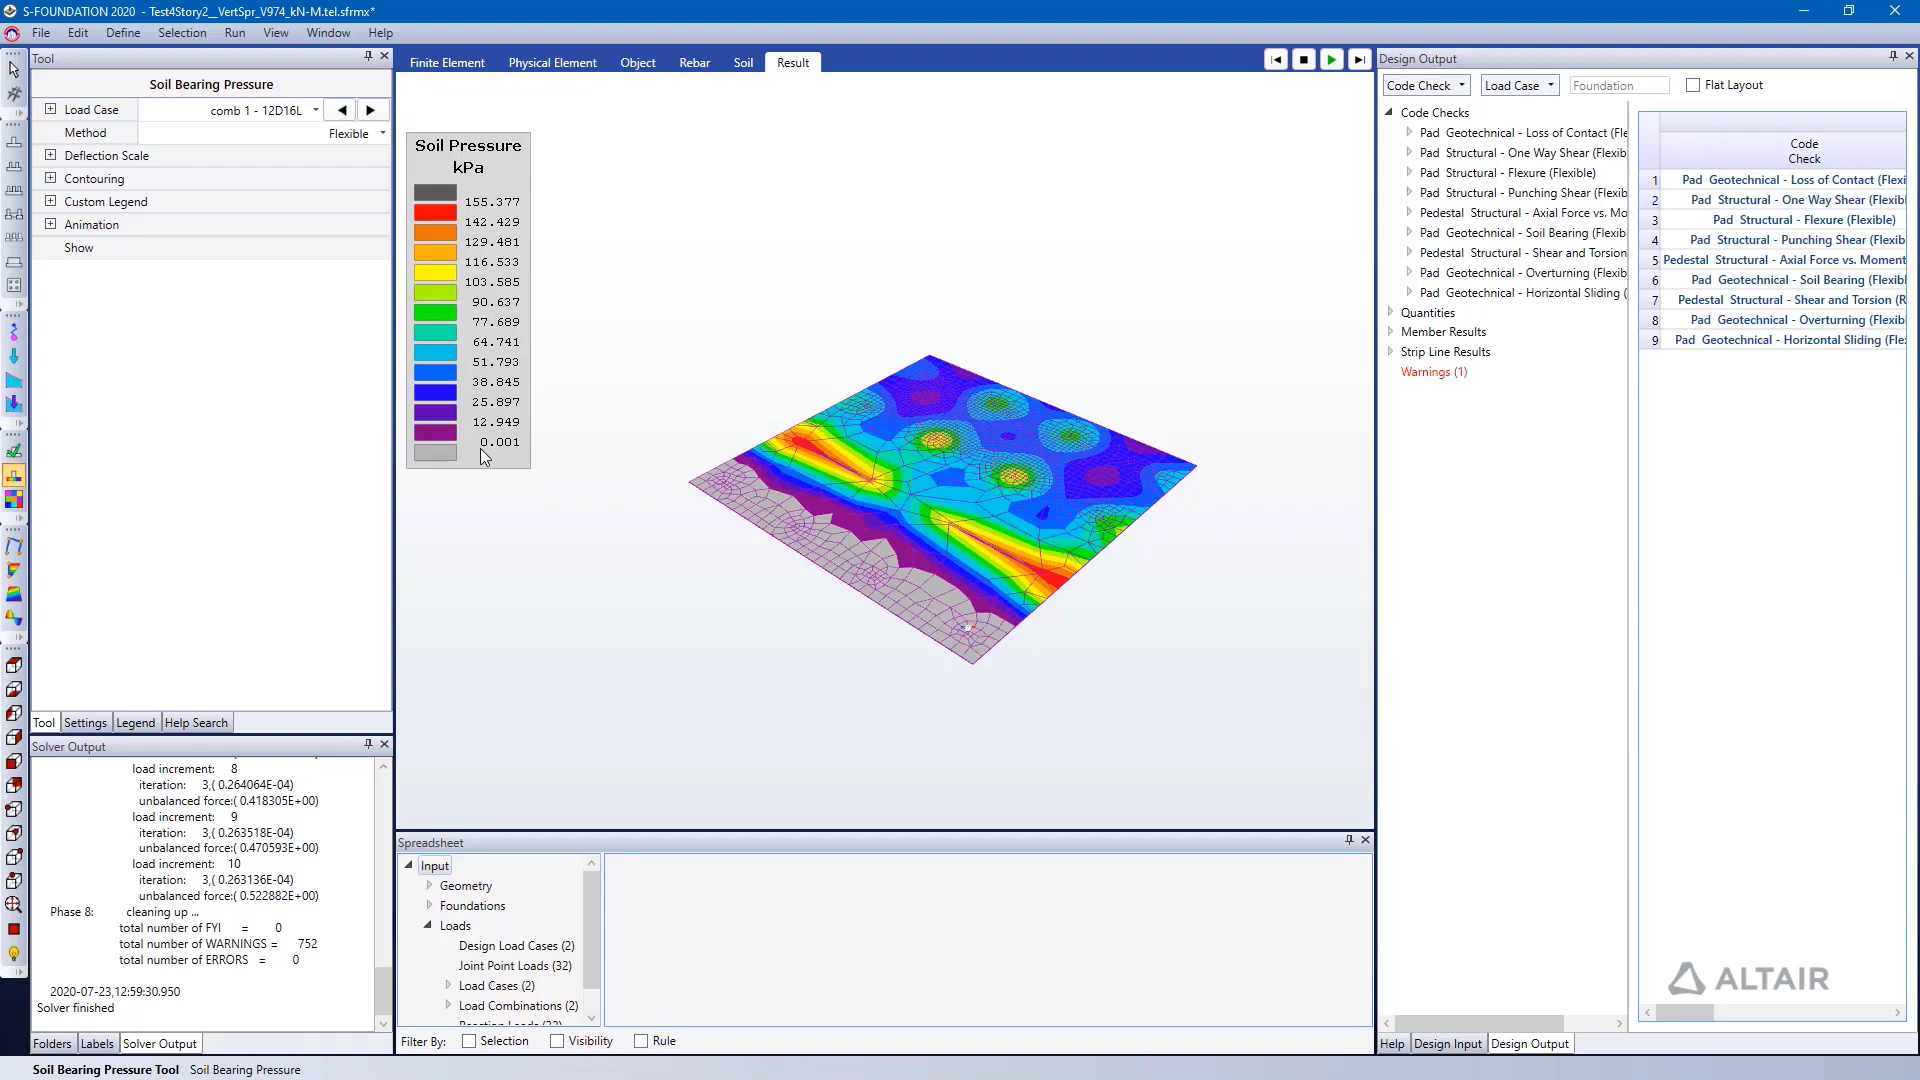 S-FOUNDATION 2020 - Test4Story2__VertSpr_V974_kN-M.tel.sfrmx*
File Edit Define Selection Run View Window Help
Tool
Soil Bearing Pressure
Load Case comb 1 - 12D16L
Method Flexible
Deflection Scale
Contouring
Custom Legend
Animation
Show
Tool Settings Legend Help Search
Solver Output
load increment: 8
iteration: 3,( 0.264064E-04)
unbalanced force:( 0.418305E+00)
load increment: 9
iteration: 3,( 0.263518E-04)
unbalanced force:( 0.470593E+00)
load increment: 10
iteration: 3,( 0.263136E-04)
unbalanced force:( 0.522882E+00)
Phase 8: cleaning up ...
total number of FYI = 0
total number of WARNINGS = 752
total number of ERRORS = 0
2020-07-23,12:59:30.950
Solver finished
Folders Labels Solver Output
Finite Element Physical Element Object Rebar Soil Result
Soil Pressure
kPa
155.377
142.429
129.481
116.533
103.585
90.637
77.689
64.741
51.793
38.845
25.897
12.949
0.001
Spreadsheet
Input
Geometry
Foundations
Loads
Design Load Cases (2)
Joint Point Loads (32)
Load Cases (2)
Load Combinations (2)
Filter By: Selection Visibility Rule
Design Output
Code Check Load Case Foundation Flat Layout
Code Checks
Pad Geotechnical - Loss of Contact (Fle
Pad Structural - One Way Shear (Flexib
Pad Structural - Flexure (Flexible)
Pad Structural - Punching Shear (Flexib
Pedestal Structural - Axial Force vs. Mo
Pad Geotechnical - Soil Bearing (Flexib
Pedestal Structural - Shear and Torsion
Pad Geotechnical - Overturning (Flexib
Pad Geotechnical - Horizontal Sliding (
Quantities
Member Results
Strip Line Results
Warnings (1)
Code
Check
1 Pad Geotechnical - Loss of Contact (Flexi
2 Pad Structural - One Way Shear (Flexib
3 Pad Structural - Flexure (Flexible)
4 Pad Structural - Punching Shear (Flexib
5 Pedestal Structural - Axial Force vs. Moment
6 Pad Geotechnical - Soil Bearing (Flexib
7 Pedestal Structural - Shear and Torsion (R
8 Pad Geotechnical - Overturning (Flexib
9 Pad Geotechnical - Horizontal Sliding (Fle
ALTAIR
Help Design Input Design Output
Soil Bearing Pressure Tool Soil Bearing Pressure